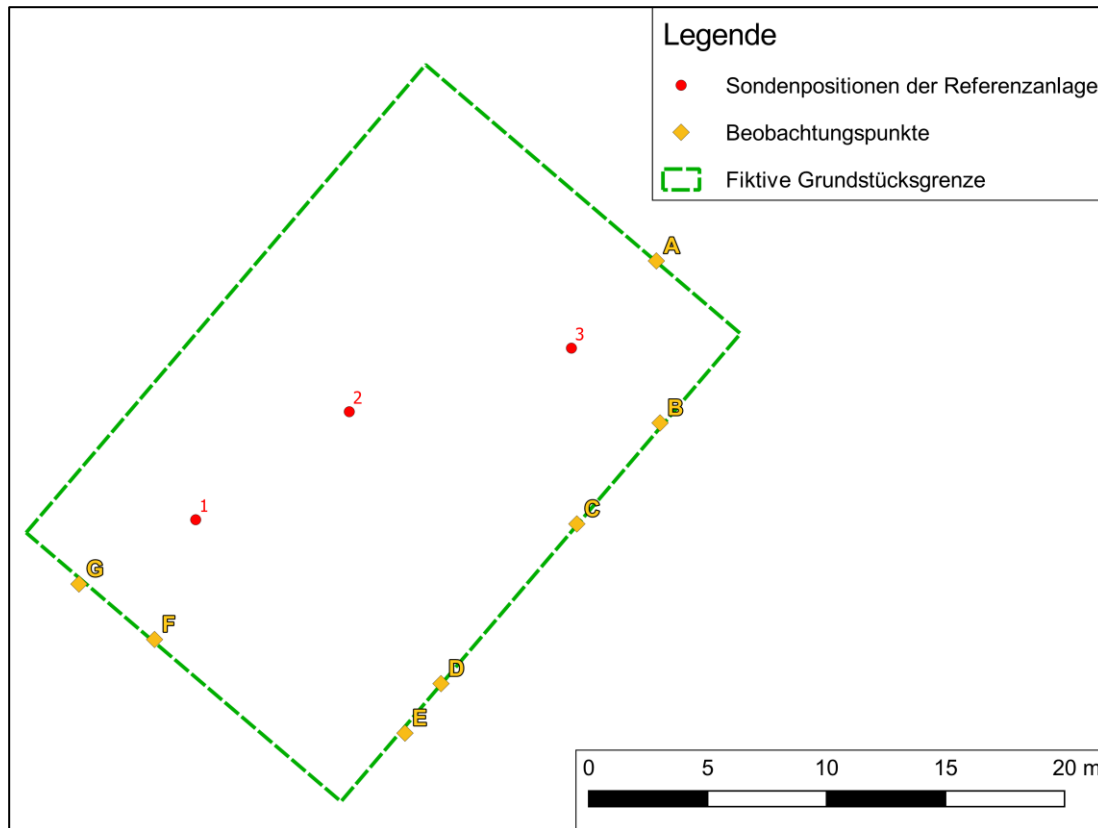 Legende
Sondenpositionen der Referenzanlage
Beobachtungspunkte
Fiktive Grundstücksgrenze
A
3
B
2
C
1
G
F
D
E
0 5 10 15 20 m